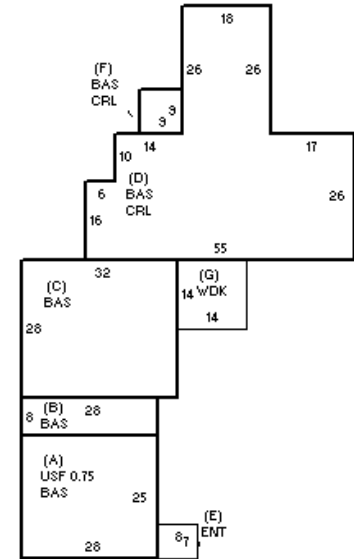 18
(F)
BAS
CRL
26
26
9
9
14
17
10
(D)
BAS
CRL
6
16
26
55
32
(C)
BAS
(G)
WDK
14
14
28
8
(B)
BAS
28
(A)
USF 0.75
BAS
25
28
8
7
(E)
ENT